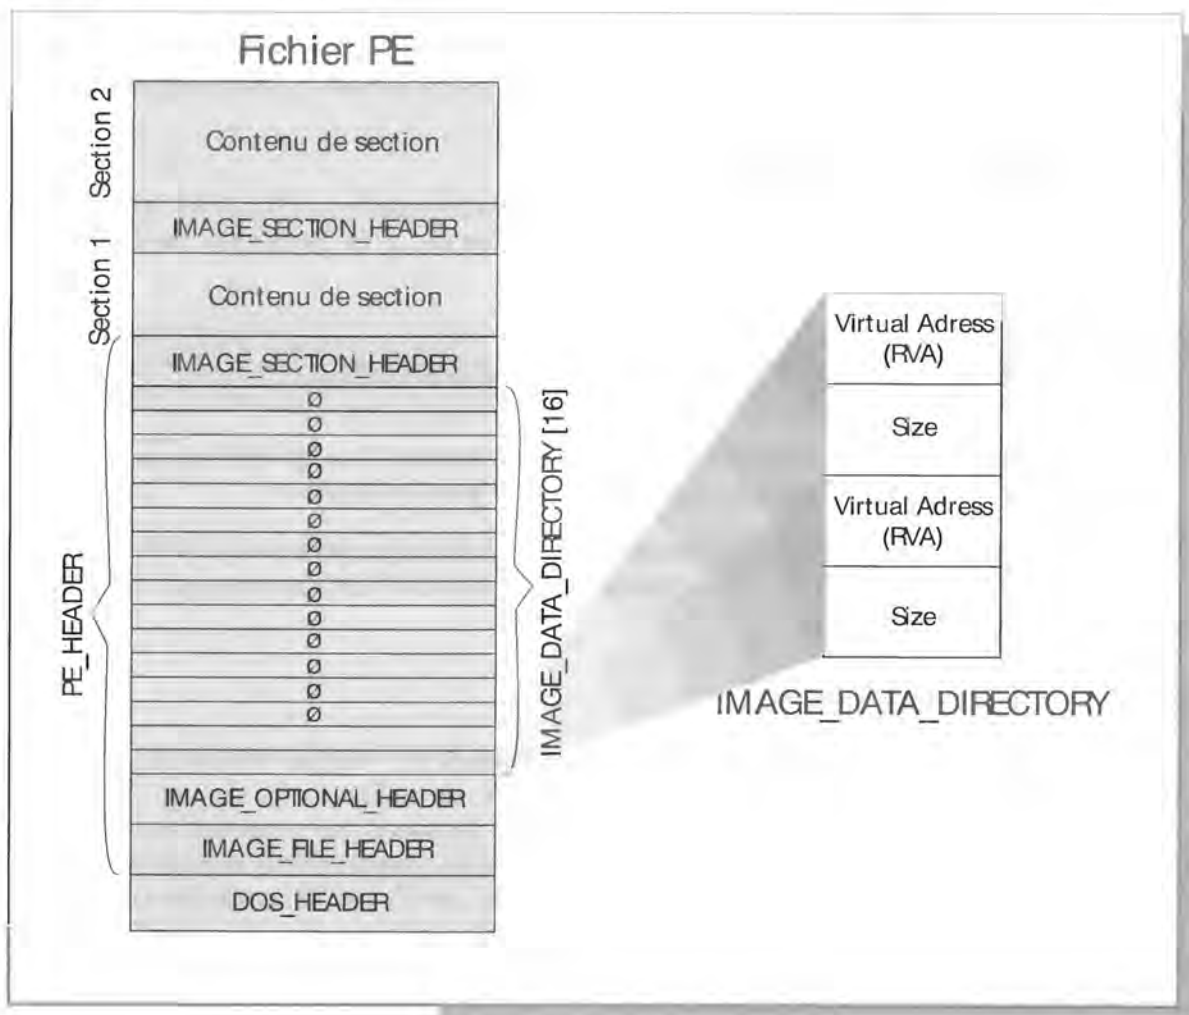 Fichier PE
Section 2
Contenu de section
IMAGE_SECTION_HEADER
Section 1
Contenu de section
IMAGE_SECTION_HEADER
PE_HEADER
Ø
Ø
Ø
Ø
Ø
Ø
Ø
Ø
Ø
Ø
Ø
Ø
Ø
Ø
IMAGE_DATA_DIRECTORY [16]
IMAGE_OPTIONAL_HEADER
IMAGE_FILE_HEADER
DOS_HEADER
Virtual Adress
(RVA)
Size
Virtual Adress
(RVA)
Size
IMAGE_DATA_DIRECTORY